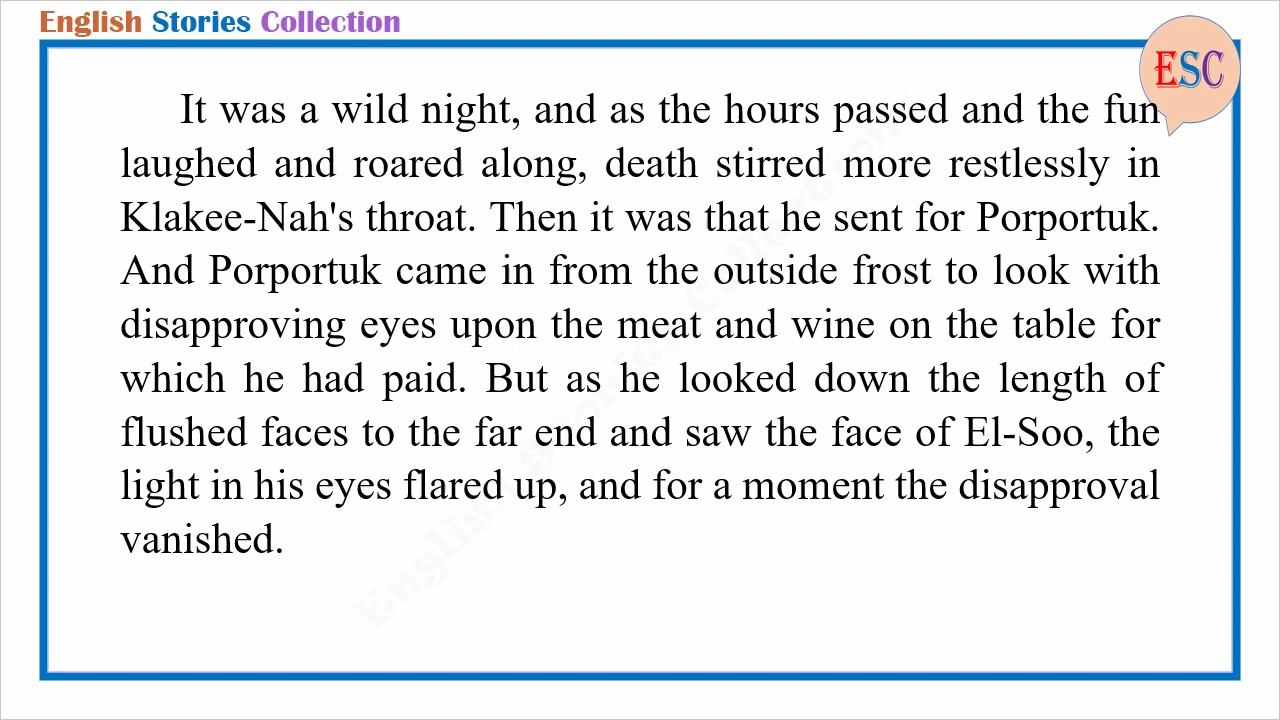 English Stories Collection
ESC
It was a wild night, and as the hours passed and the fun
laughed and roared along, death stirred more restlessly in
Klakee-Nah's throat. Then it was that he sent for Porportuk.
And Porportuk came in from the outside frost to look with
disapproving eyes upon the meat and wine on the table for
which he had paid. But as he looked down the length of
flushed faces to the far end and saw the face of El-Soo, the
light in his eyes flared up, and for a moment the disapproval
vanished.
English Stories Collection